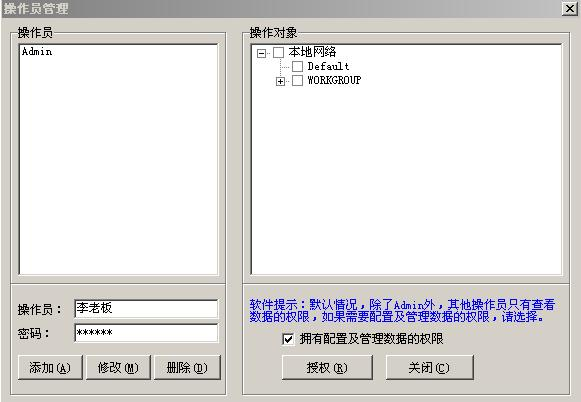 操作员管理
操作员
操作对象
Admin
本地网络
Default
WORKGROUP
操作员：
李老板
密码：
******
添加(A)
修改(M)
删除(D)
软件提示：默认情况，除了Admin外，其他操作员只有查看
数据的权限，如果需要配置及管理数据的权限，请选择。
拥有配置及管理数据的权限
授权(R)
关闭(C)